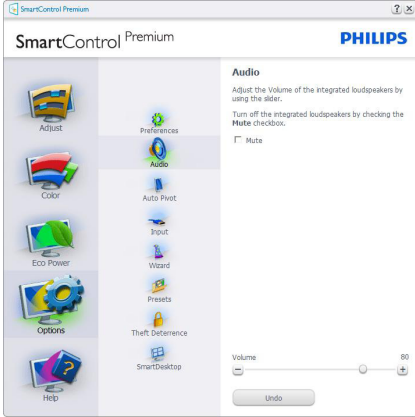 SmartControl Premium
SmartControl Premium
PHILIPS
Adjust
Color
Eco Power
Options
Help
Preferences
Audio
Auto Pivot
Input
Wizard
Presets
Theft Deterrence
SmartDesktop
Audio
Adjust the Volume of the integrated loudspeakers by
using the slider.
Turn off the integrated loudspeakers by checking the
Mute checkbox.
Mute
Volume 80
Undo